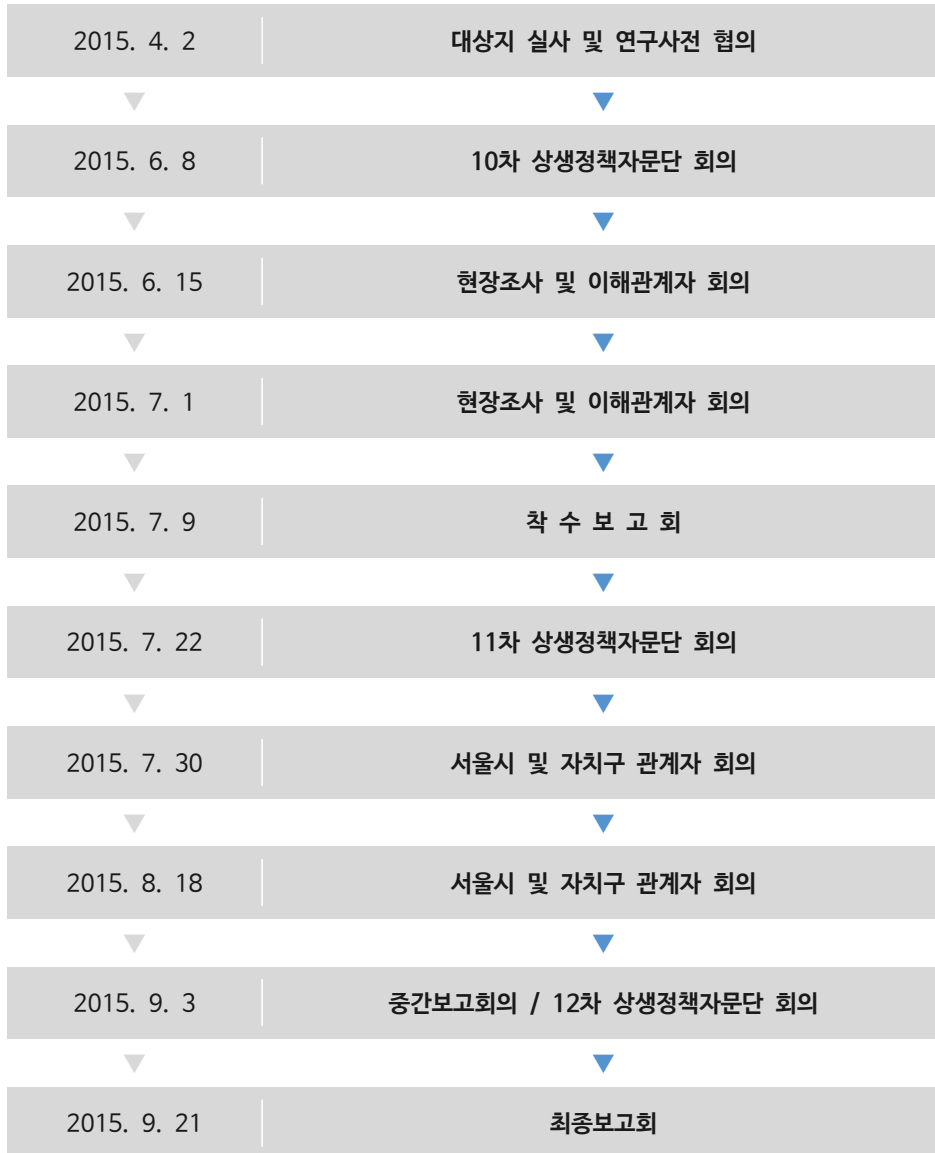 2015. 4. 2 대상지 실사 및 연구사전 협의
2015. 6. 8 10차 상생정책자문단 회의
2015. 6. 15 현장조사 및 이해관계자 회의
2015. 7. 1 현장조사 및 이해관계자 회의
2015. 7. 9 착 수 보 고 회
2015. 7. 22 11차 상생정책자문단 회의
2015. 7. 30 서울시 및 자치구 관계자 회의
2015. 8. 18 서울시 및 자치구 관계자 회의
2015. 9. 3 중간보고회의 / 12차 상생정책자문단 회의
2015. 9. 21 최종보고회